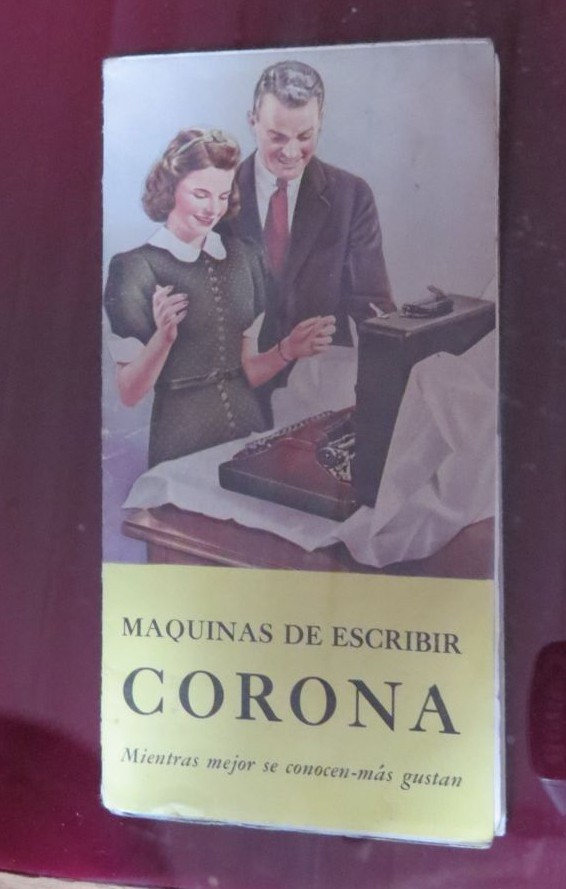 MAQUINAS DE ESCRIBIR
CORONA
Mientras mejor se conocen-más gustan